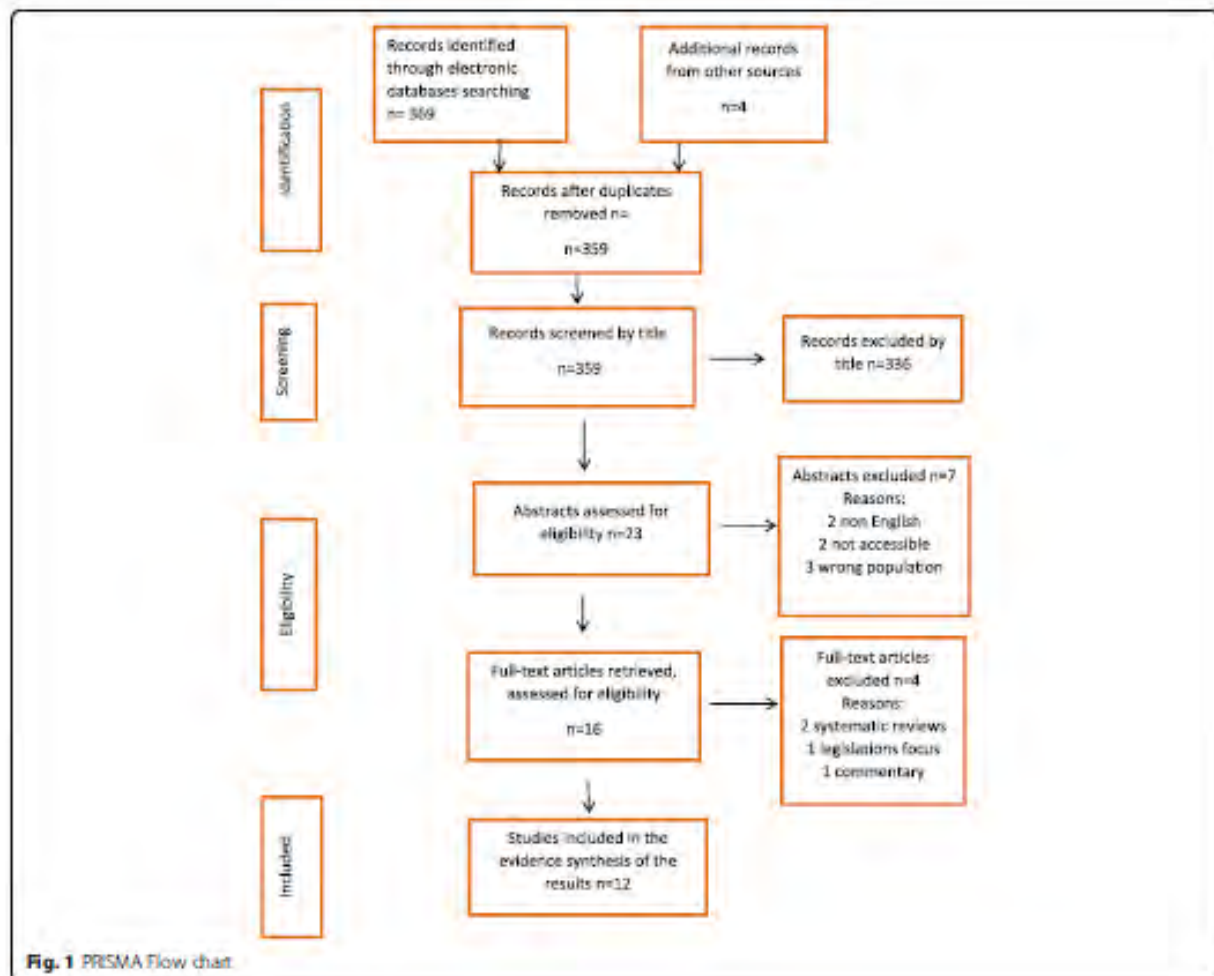 Records identified
through electronic
databases searching
n= 369
Additional records
from other sources
n=4
Identification
Records after duplicates
removed n=
n=359
Screening
Records screened by title
n=359
Records excluded by
title n=336
Eligibility
Abstracts assessed for
eligibility n=23
Abstracts excluded n=7
Reasons:
2 non English
2 not accessible
3 wrong population
Full-text articles retrieved,
assessed for eligibility
n=16
Full-text articles
excluded n=4
Reasons:
2 systematic reviews
1 legislations focus
1 commentary
Included
Studies included in the
evidence synthesis of the
results n=12
Fig. 1 PRISMA Flow chart